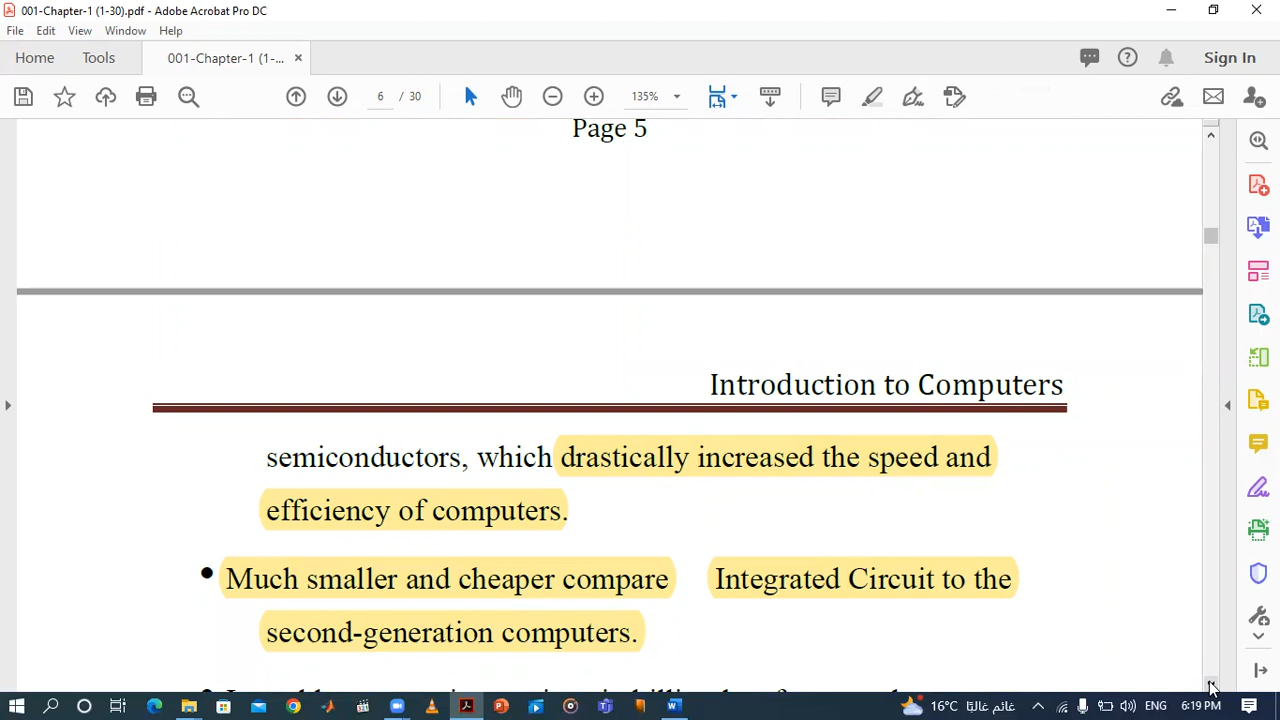 001-Chapter-1 (1-30).pdf - Adobe Acrobat Pro DC
File Edit View Window Help
Home Tools 001-Chapter-1 (1-... × Sign In
6 / 30 135%
Page 5
Introduction to Computers
semiconductors, which drastically increased the speed and
efficiency of computers.
• Much smaller and cheaper compare Integrated Circuit to the
second-generation computers.
16°C غائم غالبًا ENG 6:19 PM